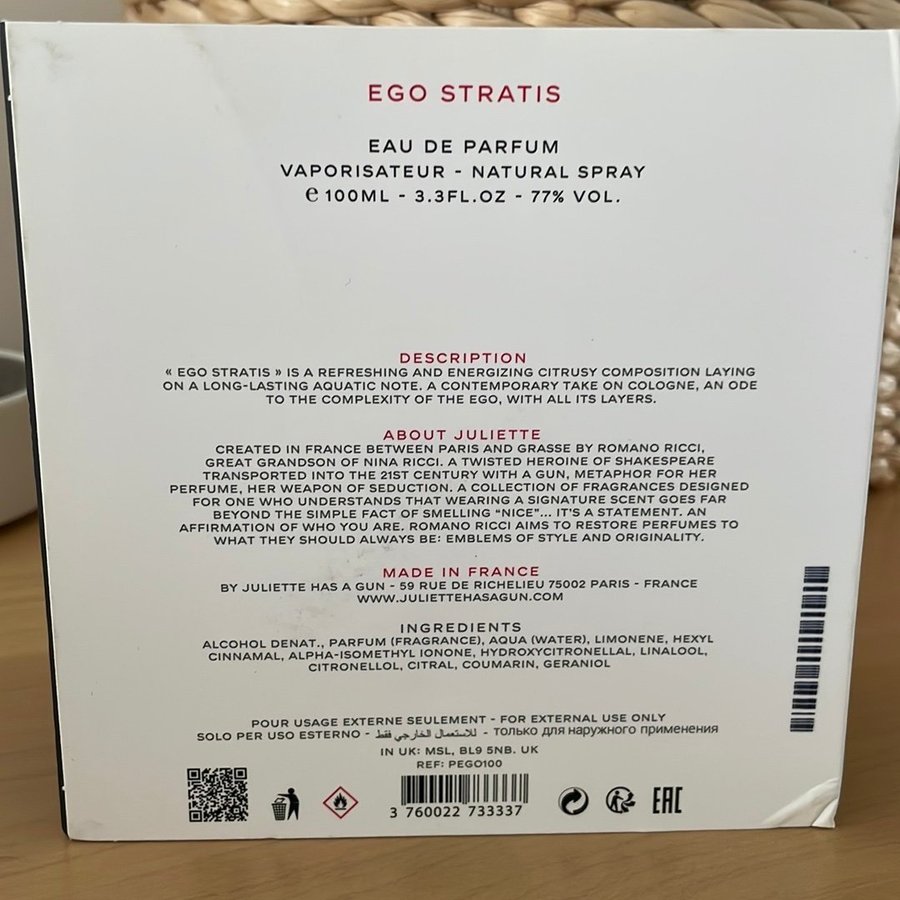 EGO STRATIS
EAU DE PARFUM
VAPORISATEUR - NATURAL SPRAY
℮ 100ML - 3.3FL.OZ - 77% VOL.
DESCRIPTION
« EGO STRATIS » IS A REFRESHING AND ENERGIZING CITRUSY COMPOSITION LAYING
ON A LONG-LASTING AQUATIC NOTE. A CONTEMPORARY TAKE ON COLOGNE, AN ODE
TO THE COMPLEXITY OF THE EGO, WITH ALL ITS LAYERS.
ABOUT JULIETTE
CREATED IN FRANCE BETWEEN PARIS AND GRASSE BY ROMANO RICCI,
GREAT GRANDSON OF NINA RICCI. A TWISTED HEROINE OF SHAKESPEARE
TRANSPORTED INTO THE 21ST CENTURY WITH A GUN, METAPHOR FOR HER
PERFUME, HER WEAPON OF SEDUCTION. A COLLECTION OF FRAGRANCES DESIGNED
FOR ONE WHO UNDERSTANDS THAT WEARING A SIGNATURE SCENT GOES FAR
BEYOND THE SIMPLE FACT OF SMELLING “NICE”... IT’S A STATEMENT. AN
AFFIRMATION OF WHO YOU ARE. ROMANO RICCI AIMS TO RESTORE PERFUMES TO
WHAT THEY SHOULD ALWAYS BE: EMBLEMS OF STYLE AND ORIGINALITY.
MADE IN FRANCE
BY JULIETTE HAS A GUN - 59 RUE DE RICHELIEU 75002 PARIS - FRANCE
WWW.JULIETTEHASAGUN.COM
INGREDIENTS
ALCOHOL DENAT., PARFUM (FRAGRANCE), AQUA (WATER), LIMONENE, HEXYL
CINNAMAL, ALPHA-ISOMETHYL IONONE, HYDROXYCITRONELLAL, LINALOOL,
CITRONELLOL, CITRAL, COUMARIN, GERANIOL
POUR USAGE EXTERNE SEULEMENT - FOR EXTERNAL USE ONLY
SOLO PER USO ESTERNO - للاستعمال الخارجي فقط - только для наружного применения
IN UK: MSL, BL9 5NB. UK
REF: PEGO100
3 760022 733337
EAC